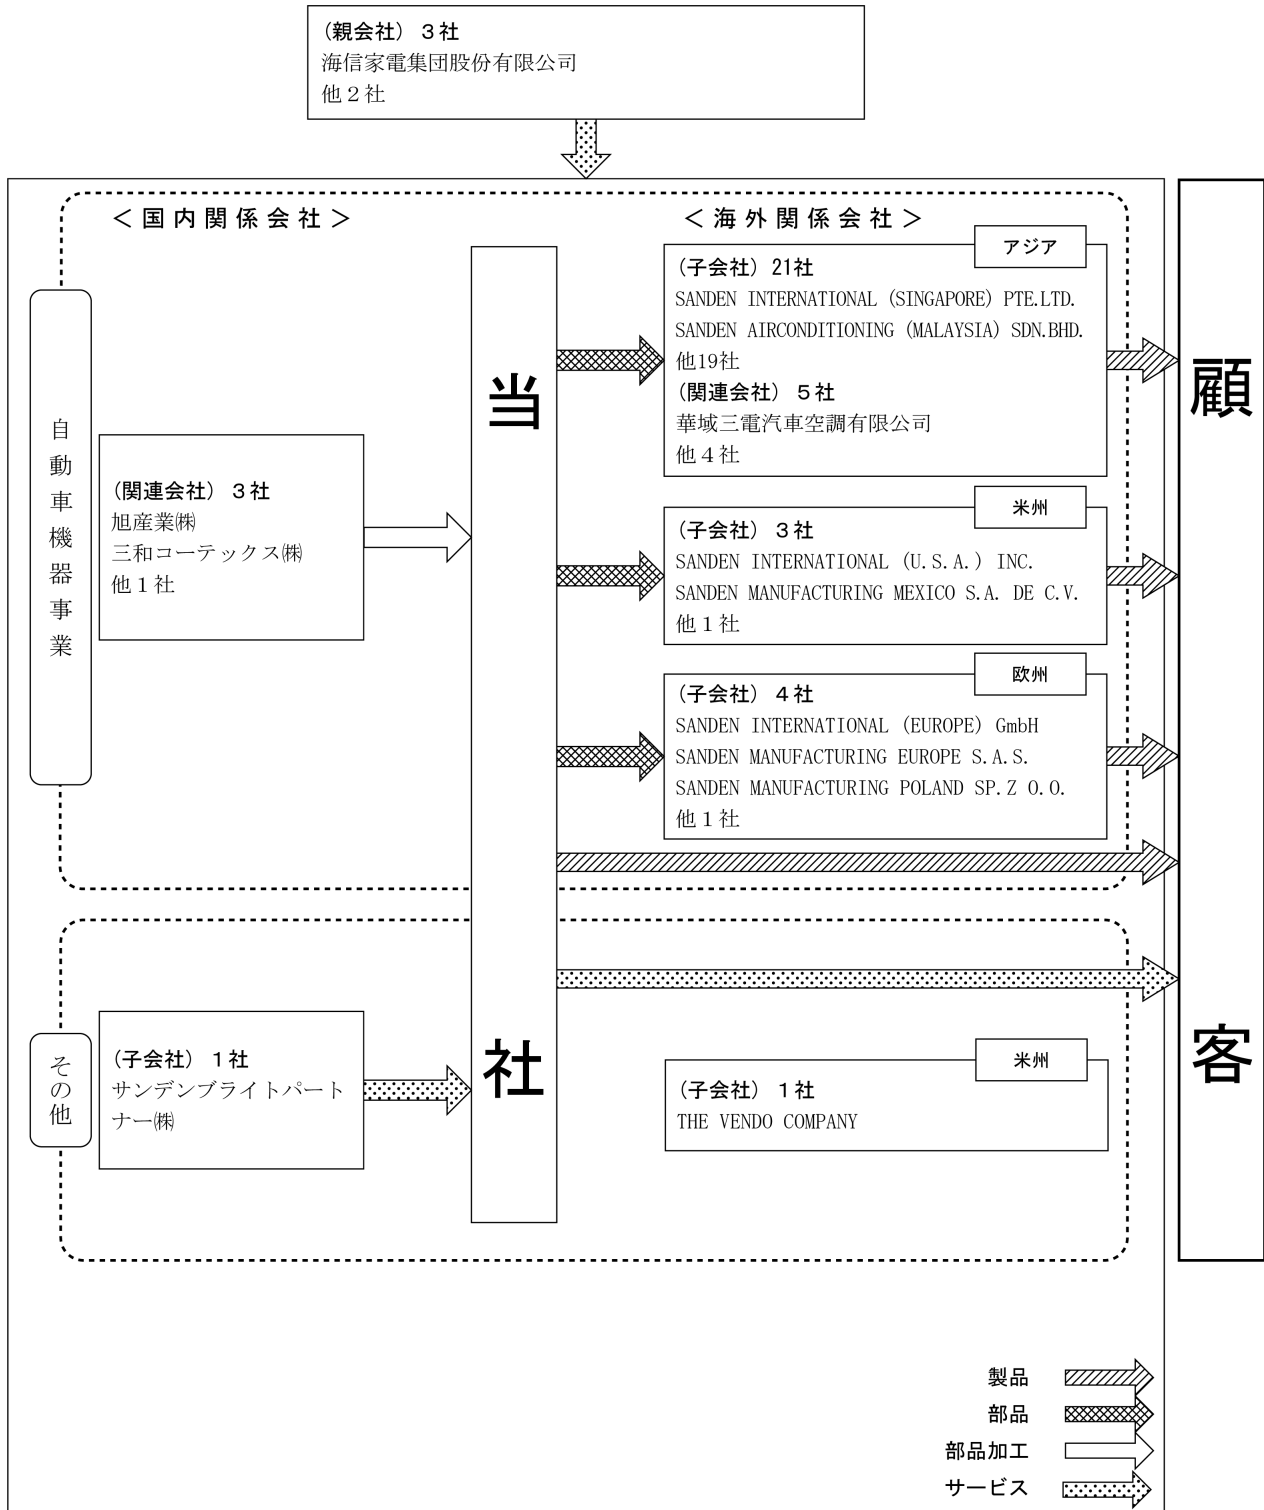 (親会社) 3社
海信家電集団股份有限公司
他2社
＜国内関係会社＞
＜海外関係会社＞
自動車機器事業
(関連会社) 3社
旭産業㈱
三和コーテックス㈱
他1社
当社
アジア
(子会社) 21社
SANDEN INTERNATIONAL (SINGAPORE) PTE.LTD.
SANDEN AIRCONDITIONING (MALAYSIA) SDN.BHD.
他19社
(関連会社) 5社
華域三電汽車空調有限公司
他4社
米州
(子会社) 3社
SANDEN INTERNATIONAL (U.S.A.) INC.
SANDEN MANUFACTURING MEXICO S.A. DE C.V.
他1社
欧州
(子会社) 4社
SANDEN INTERNATIONAL (EUROPE) GmbH
SANDEN MANUFACTURING EUROPE S.A.S.
SANDEN MANUFACTURING POLAND SP.Z O.O.
他1社
顧客
その他
(子会社) 1社
サンデンブライトパート
ナー㈱
米州
(子会社) 1社
THE VENDO COMPANY
製品
部品
部品加工
サービス